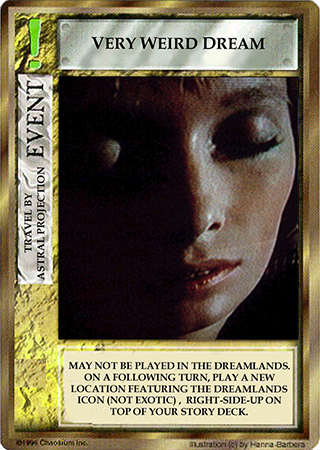 VERY WEIRD DREAM
EVENT
TRAVEL BY
ASTRAL PROJECTION
MAY NOT BE PLAYED IN THE DREAMLANDS.
ON A FOLLOWING TURN, PLAY A NEW
LOCATION FEATURING THE DREAMLANDS
ICON (NOT EXOTIC) , RIGHT-SIDE-UP ON
TOP OF YOUR STORY DECK.
©1996 Chaosium Inc.
Illustration (c) by Hanna-Barbera